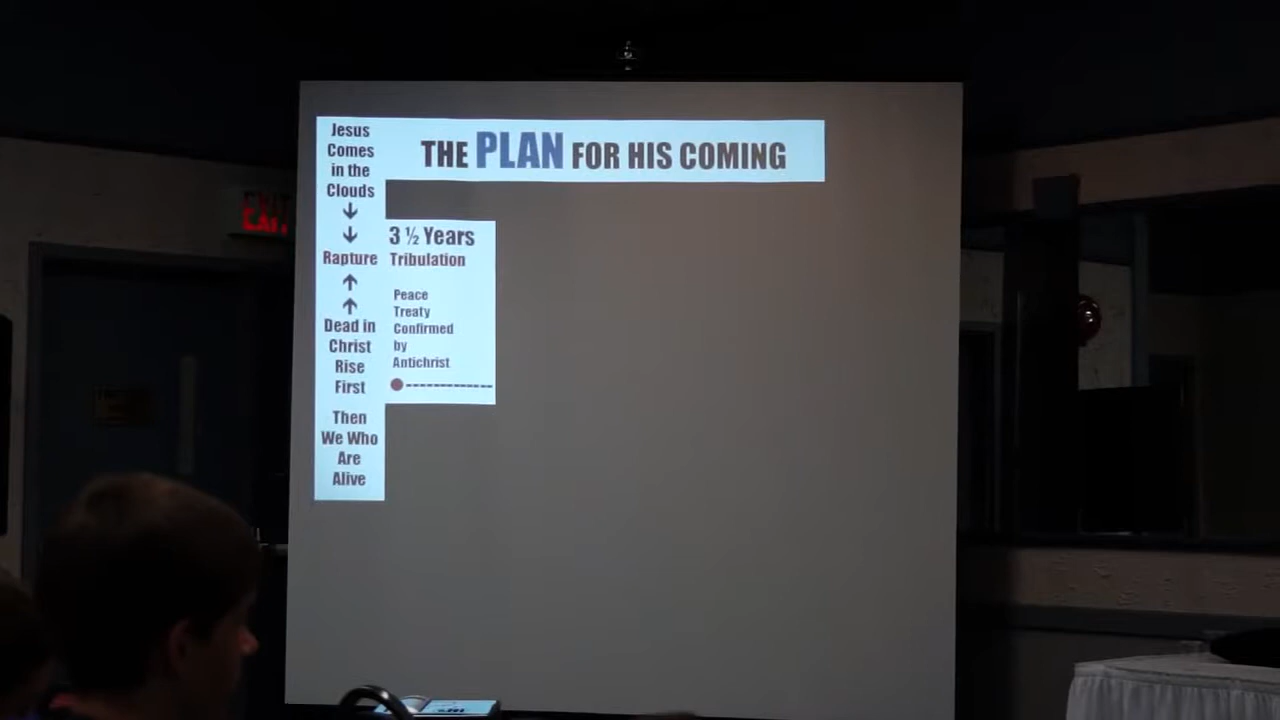 THE PLAN FOR HIS COMING
Jesus
Comes
in the
Clouds
↓
↓
Rapture
↑
↑
Dead in
Christ
Rise
First
Then
We Who
Are
Alive
3 ½ Years
Tribulation
Peace
Treaty
Confirmed
by
Antichrist
EXIT